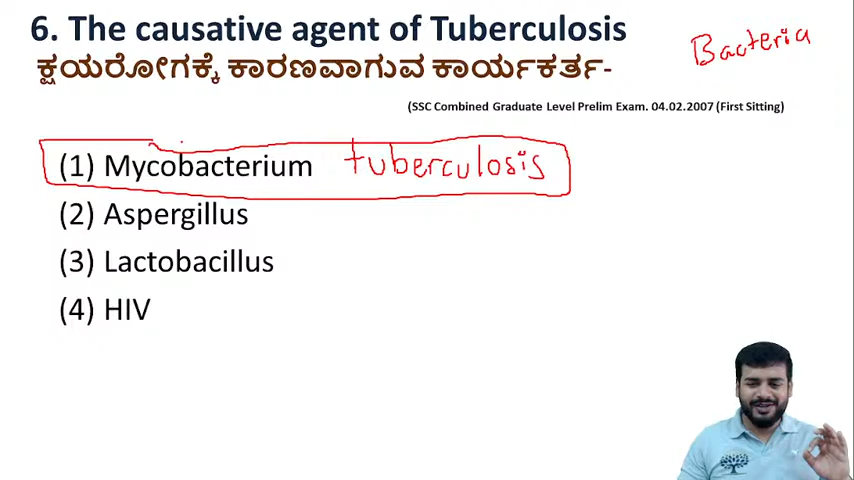 6. The causative agent of Tuberculosis
Bacteria
ಕ್ಷಯರೋಗಕ್ಕೆ ಕಾರಣವಾಗುವ ಕಾರ್ಯಕರ್ತ-
(SSC Combined Graduate Level Prelim Exam. 04.02.2007 (First Sitting)
(1) Mycobacterium tuberculosis
(2) Aspergillus
(3) Lactobacillus
(4) HIV